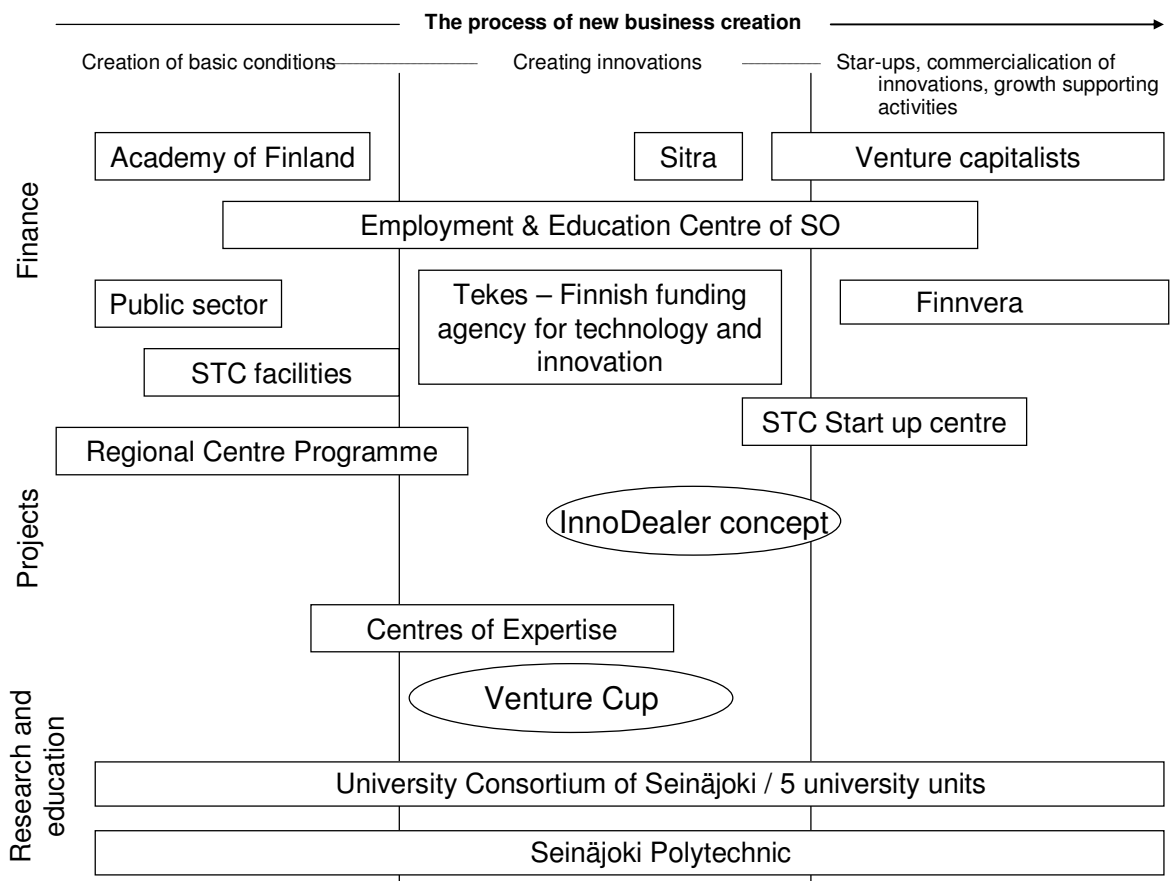 The process of new business creation
Creation of basic conditions
Creating innovations
Star-ups, commercialication of
innovations, growth supporting
activities
Finance
Academy of Finland
Sitra
Venture capitalists
Employment & Education Centre of SO
Public sector
Tekes – Finnish funding
agency for technology and
innovation
Finnvera
STC facilities
STC Start up centre
Regional Centre Programme
Projects
InnoDealer concept
Centres of Expertise
Venture Cup
Research and
education
University Consortium of Seinäjoki / 5 university units
Seinäjoki Polytechnic